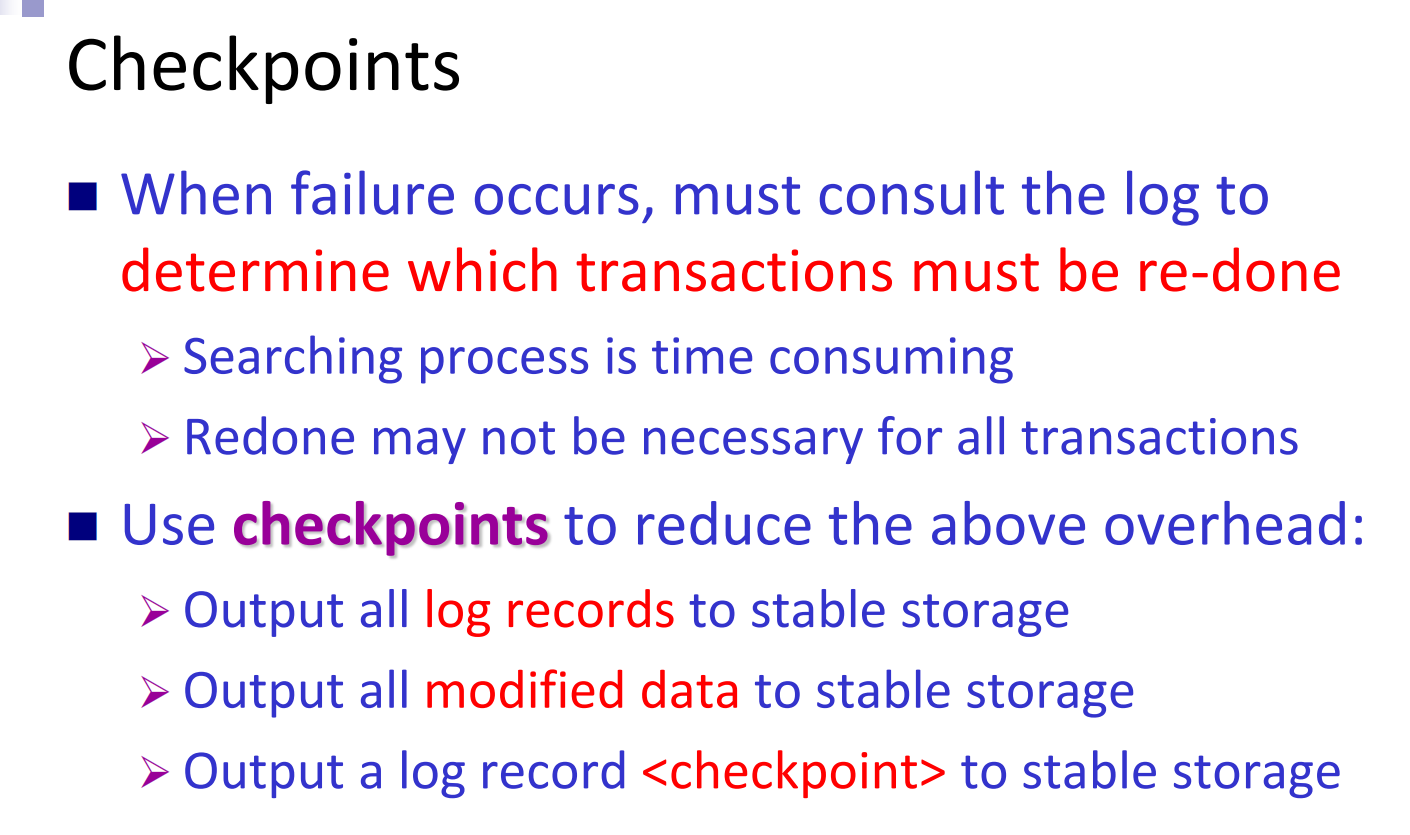 Checkpoints
When failure occurs, must consult the log to
determine which transactions must be re-done
Searching process is time consuming
Redone may not be necessary for all transactions
Use checkpoints to reduce the above overhead:
Output all log records to stable storage
Output all modified data to stable storage
Output a log record <checkpoint> to stable storage